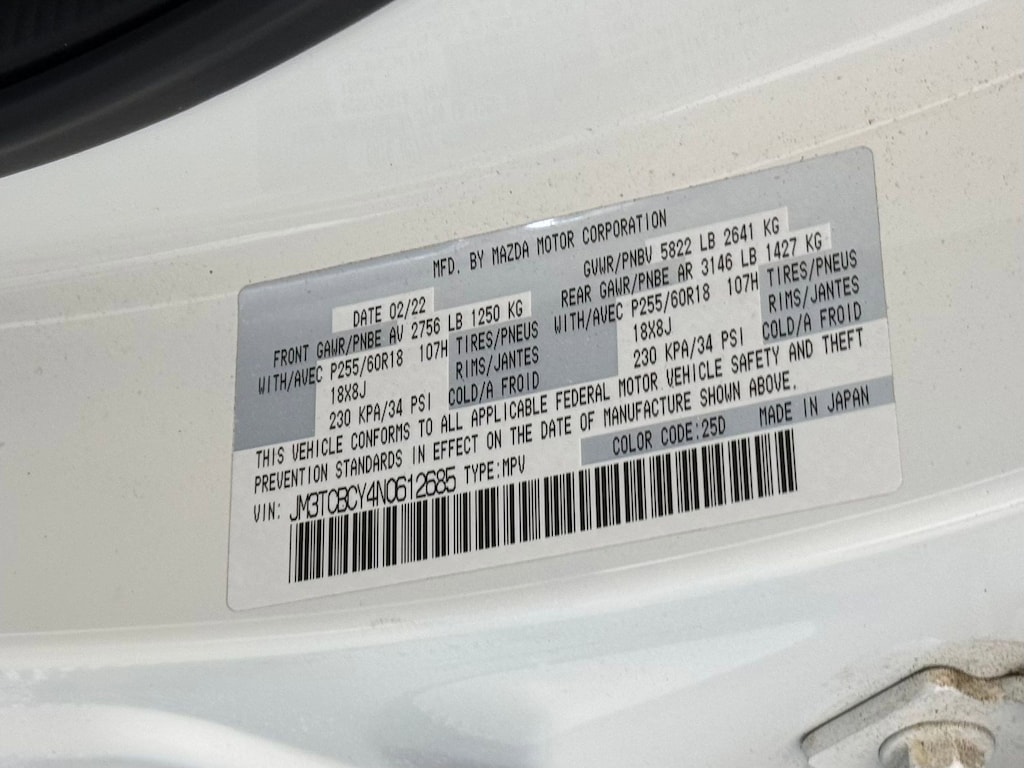 MFD. BY MAZDA MOTOR CORPORATION
DATE 02/22 GVWR/PNBV 5822 LB 2641 KG
FRONT GAWR/PNBE AV 2756 LB 1250 KG REAR GAWR/PNBE AR 3146 LB 1427 KG
WITH/AVEC P255/60R18 107H TIRES/PNEUS WITH/AVEC P255/60R18 107H TIRES/PNEUS
18X8J RIMS/JANTES 18X8J RIMS/JANTES
230 KPA/34 PSI COLD/A FROID 230 KPA/34 PSI COLD/A FROID
THIS VEHICLE CONFORMS TO ALL APPLICABLE FEDERAL MOTOR VEHICLE SAFETY AND THEFT
PREVENTION STANDARDS IN EFFECT ON THE DATE OF MANUFACTURE SHOWN ABOVE.
VIN: JM3TCBCY4N0612685 TYPE:MPV COLOR CODE:25D MADE IN JAPAN